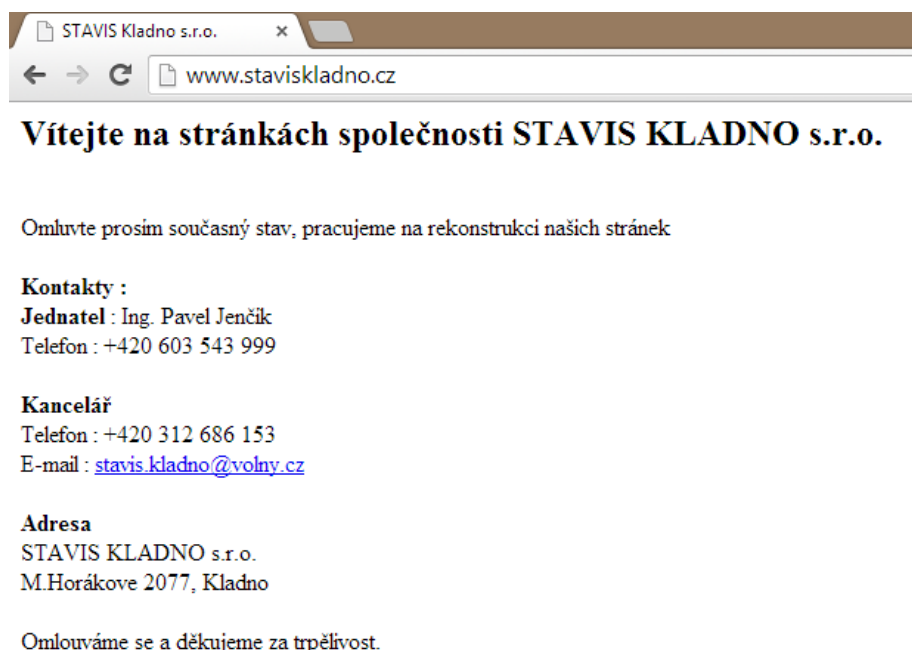 STAVIS Kladno s.r.o.
www.staviskladno.cz
Vítejte na stránkách společnosti STAVIS KLADNO s.r.o.
Omluvte prosím současný stav, pracujeme na rekonstrukci našich stránek
Kontakty :
Jednatel : Ing. Pavel Jenčík
Telefon : +420 603 543 999
Kancelář
Telefon : +420 312 686 153
E-mail : stavis.kladno@volny.cz
Adresa
STAVIS KLADNO s.r.o.
M.Horákove 2077, Kladno
Omlouváme se a děkujeme za trpělivost.